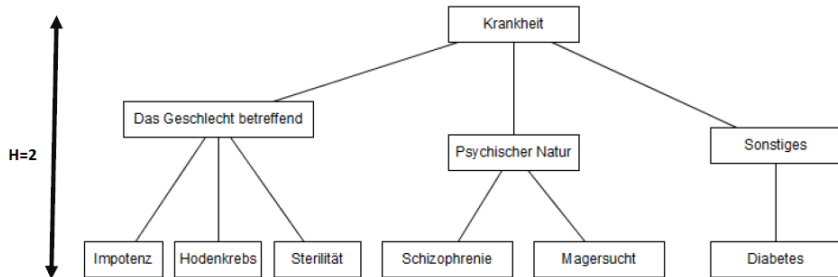 Krankheit
Das Geschlecht betreffend
Psychischer Natur
Sonstiges
H=2
Impotenz
Hodenkrebs
Sterilität
Schizophrenie
Magersucht
Diabetes